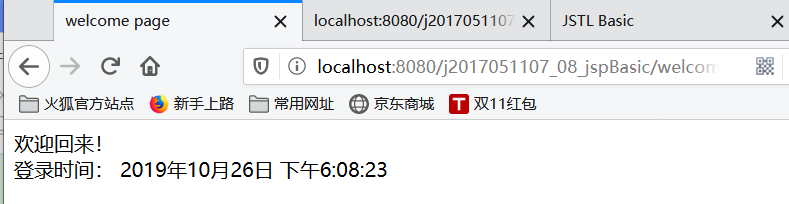 welcome page
localhost:8080/j2017051107
JSTL Basic
localhost:8080/j2017051107_08_jspBasic/welcom
火狐官方站点 新手上路 常用网址 京东商城 T 双11红包
欢迎回来！
登录时间： 2019年10月26日 下午6:08:23